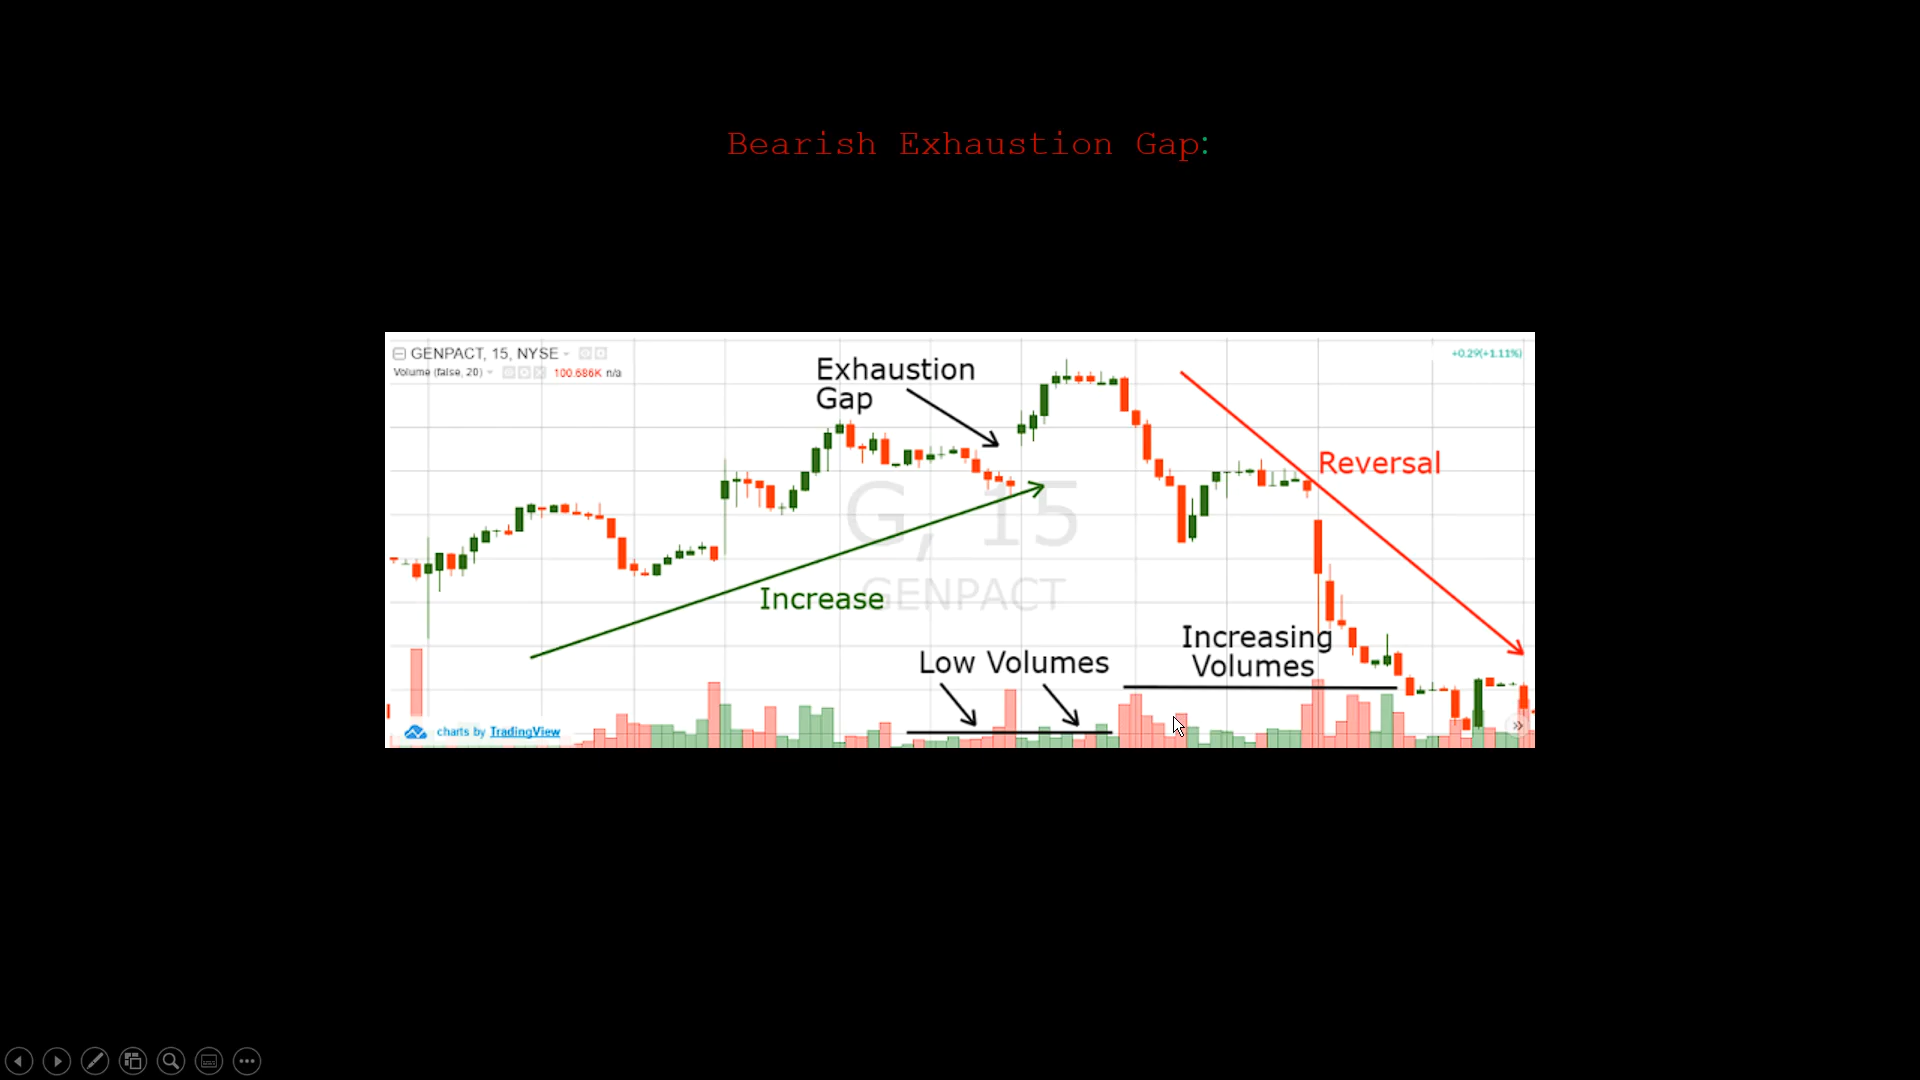 Bearish Exhaustion Gap:
GENPACT, 15, NYSE
Volume (false, 20) 100.686K n/a
+0.29(+1.11%)
Exhaustion
Gap
Reversal
G, 15
GENPACT
Increase
Increasing
Volumes
Low Volumes
charts by TradingView